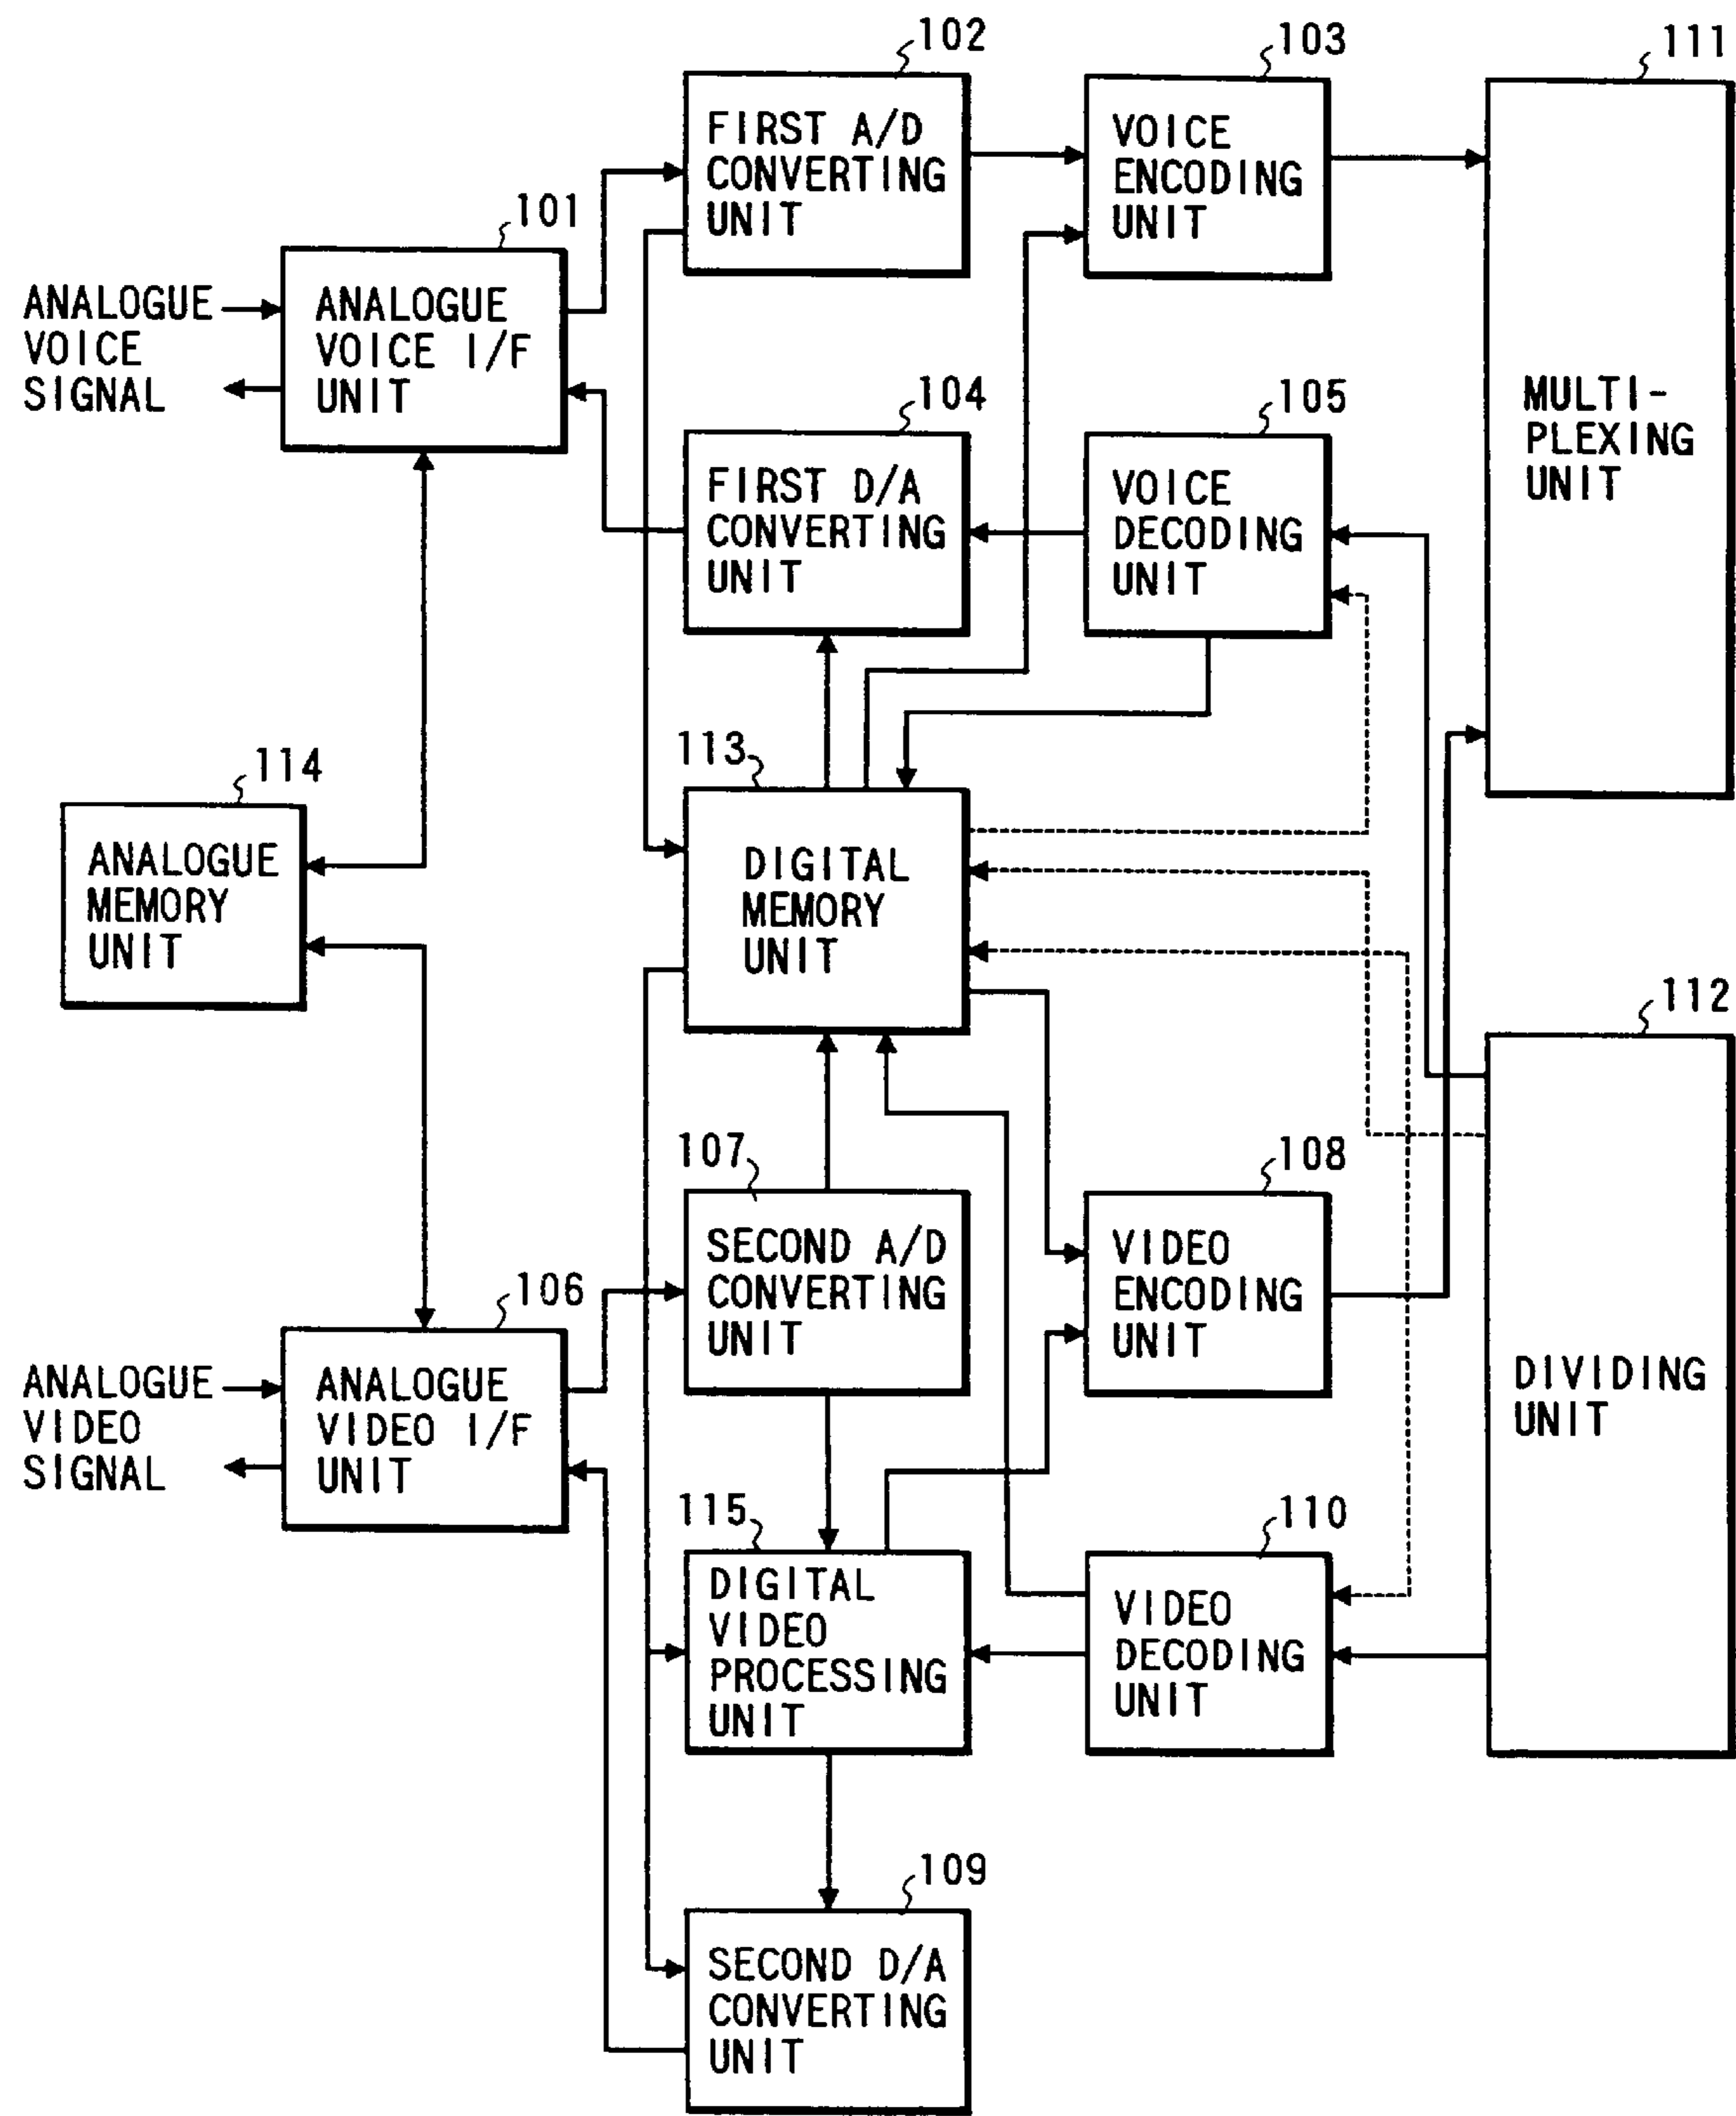 102
FIRST A/D
CONVERTING
UNIT
103
VOICE
ENCODING
UNIT
111
MULTI-
PLEXING
UNIT
101
ANALOGUE
VOICE I/F
UNIT
ANALOGUE
VOICE
SIGNAL
104
FIRST D/A
CONVERTING
UNIT
105
VOICE
DECODING
UNIT
113
DIGITAL
MEMORY
UNIT
114
ANALOGUE
MEMORY
UNIT
112
DIVIDING
UNIT
107
SECOND A/D
CONVERTING
UNIT
108
VIDEO
ENCODING
UNIT
106
ANALOGUE
VIDEO I/F
UNIT
ANALOGUE
VIDEO
SIGNAL
115
DIGITAL
VIDEO
PROCESSING
UNIT
110
VIDEO
DECODING
UNIT
109
SECOND D/A
CONVERTING
UNIT